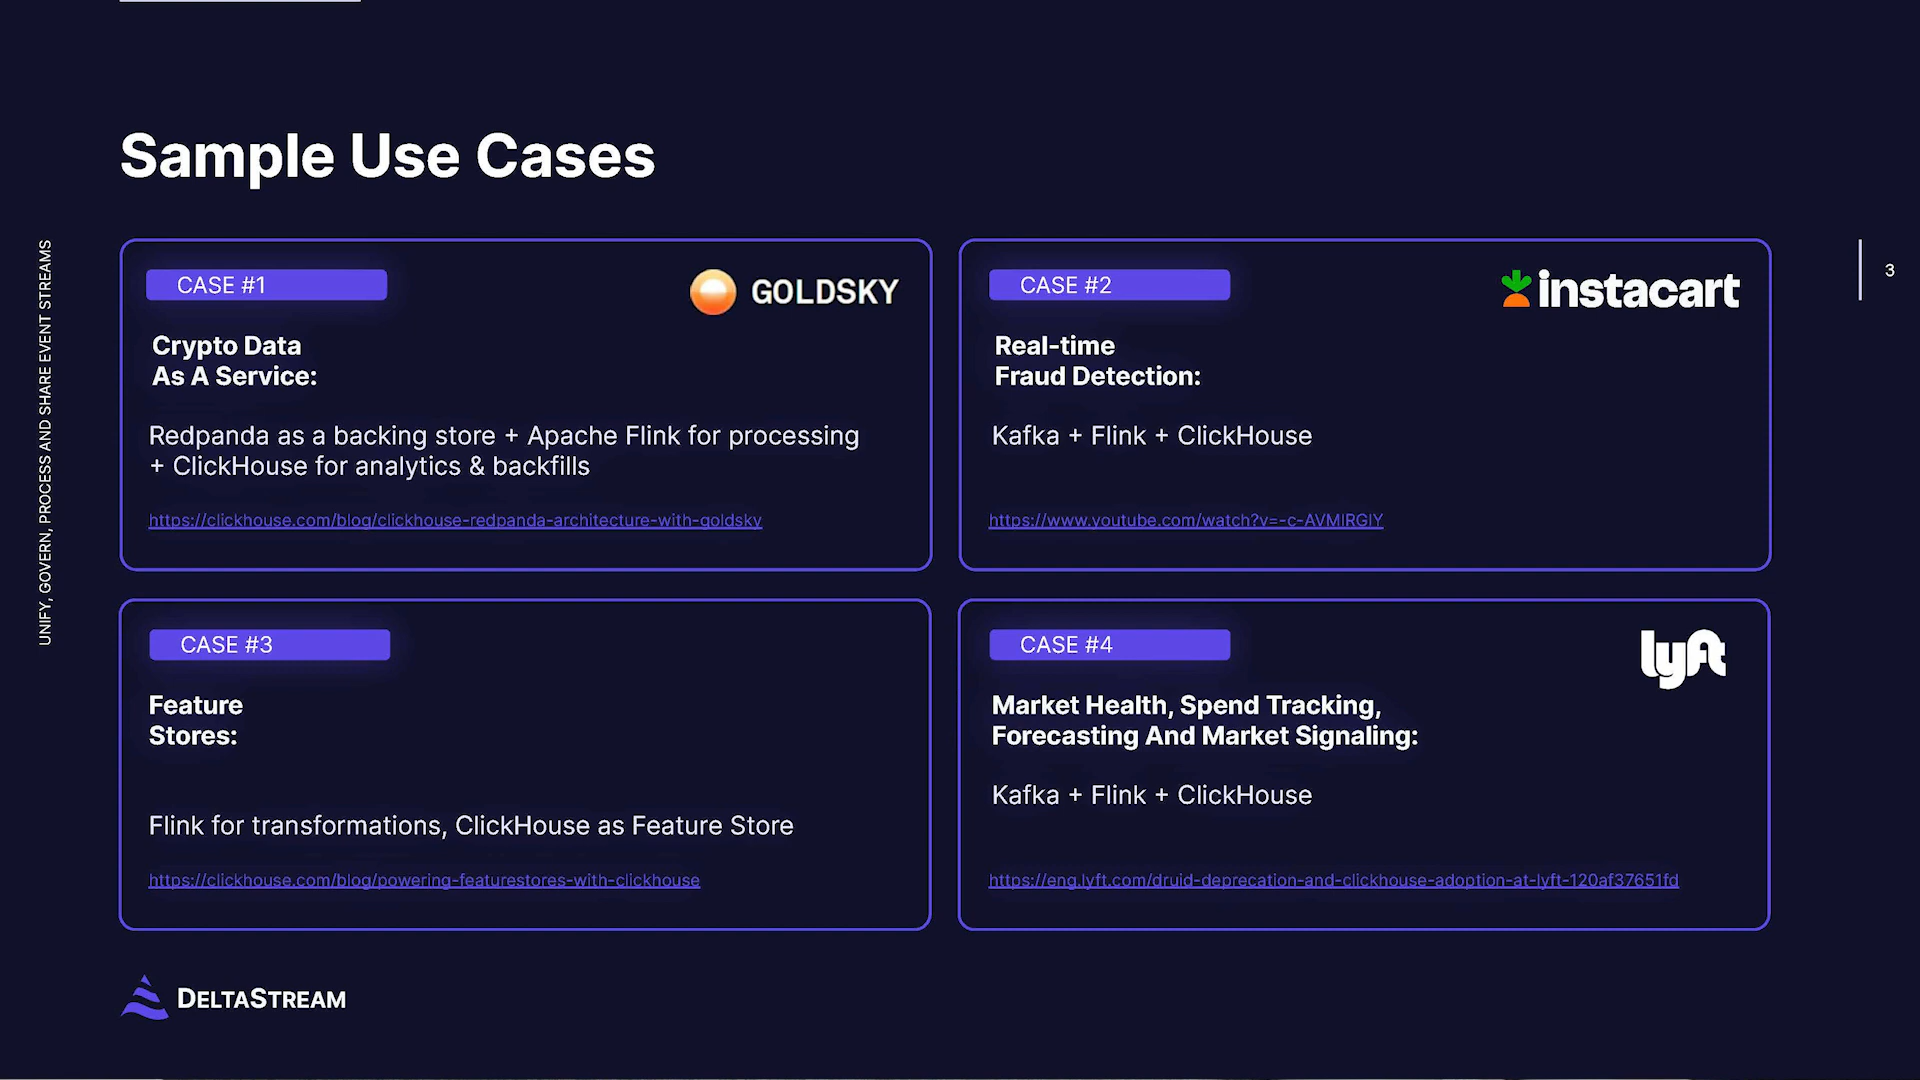 Sample Use Cases
UNIFY, GOVERN, PROCESS AND SHARE EVENT STREAMS
3
CASE #1
GOLDSKY
Crypto Data
As A Service:
Redpanda as a backing store + Apache Flink for processing
+ ClickHouse for analytics & backfills
https://clickhouse.com/blog/clickhouse-redpanda-architecture-with-goldsky
CASE #2
instacart
Real-time
Fraud Detection:
Kafka + Flink + ClickHouse
https://www.youtube.com/watch?v=-c-AVMIRGIY
CASE #3
Feature
Stores:
Flink for transformations, ClickHouse as Feature Store
https://clickhouse.com/blog/powering-featurestores-with-clickhouse
CASE #4
lyft
Market Health, Spend Tracking,
Forecasting And Market Signaling:
Kafka + Flink + ClickHouse
https://eng.lyft.com/druid-deprecation-and-clickhouse-adoption-at-lyft-120af37651fd
DELTASTREAM